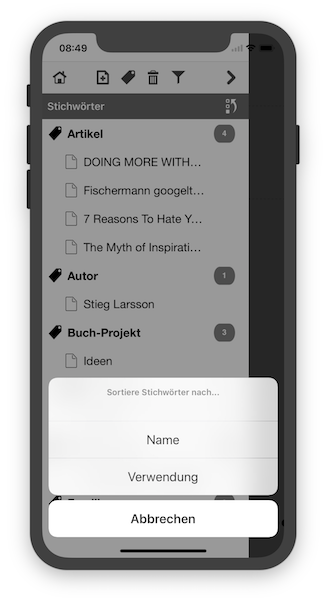 08:49
Stichwörter
Artikel
4
DOING MORE WITH...
Fischermann googelt...
7 Reasons To Hate Y...
The Myth of Inspirati...
Autor
1
Stieg Larsson
Buch-Projekt
3
Ideen
Sortiere Stichwörter nach...
Name
Verwendung
Abbrechen